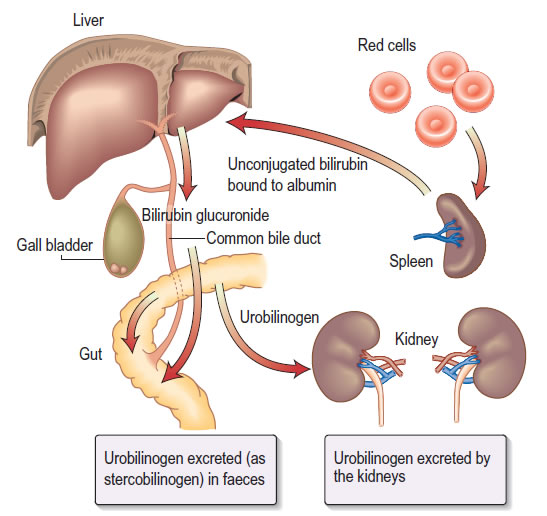 Liver
Red cells
Unconjugated bilirubin
bound to albumin
Bilirubin glucuronide
Gall bladder
Common bile duct
Spleen
Urobilinogen
Kidney
Gut
Urobilinogen excreted (as
stercobilinogen) in faeces
Urobilinogen excreted by
the kidneys